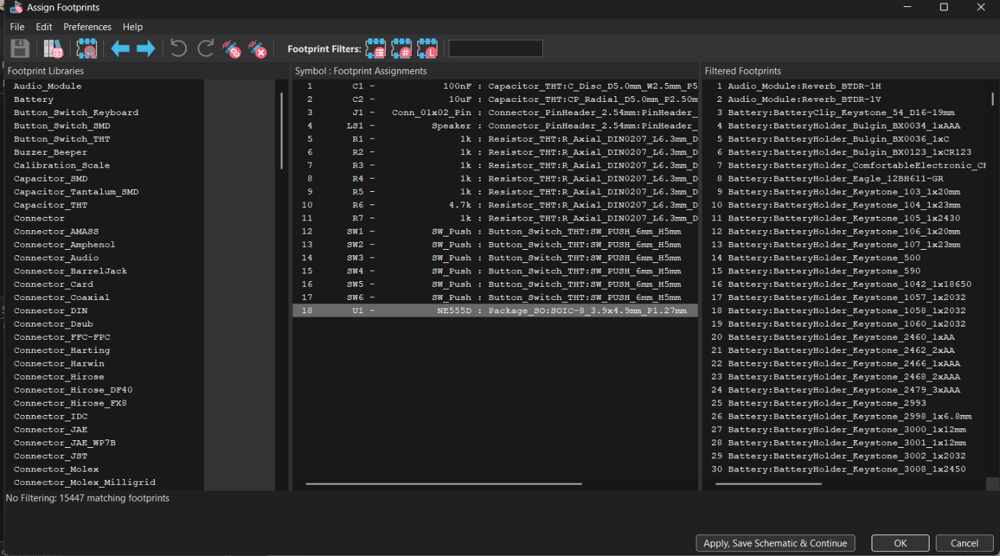 Assign Footprints
File Edit Preferences Help
Footprint Filters:
Footprint Libraries
Audio_Module
Battery
Button_Switch_Keyboard
Button_Switch_SMD
Button_Switch_THT
Buzzer_Beeper
Calibration_Scale
Capacitor_SMD
Capacitor_Tantalum_SMD
Capacitor_THT
Connector
Connector_AMASS
Connector_Amphenol
Connector_Audio
Connector_BarrelJack
Connector_Card
Connector_Coaxial
Connector_DIN
Connector_Dsub
Connector_FFC-FPC
Connector_Harting
Connector_Harwin
Connector_Hirose
Connector_Hirose_DF40
Connector_Hirose_FX8
Connector_IDC
Connector_JAE
Connector_JAE_WP7B
Connector_JST
Connector_Molex
Connector_Molex_Milligrid
Symbol : Footprint Assignments
1 C1 - 100nF : Capacitor_THT:C_Disc_D5.0mm_W2.5mm_P5
2 C2 - 10uF : Capacitor_THT:CP_Radial_D5.0mm_P2.50m
3 J1 - Conn_01x02_Pin : Connector_PinHeader_2.54mm:PinHeader_
4 LS1 - Speaker : Connector_PinHeader_2.54mm:PinHeader_
5 R1 - 1k : Resistor_THT:R_Axial_DIN0207_L6.3mm_D
6 R2 - 1k : Resistor_THT:R_Axial_DIN0207_L6.3mm_D
7 R3 - 1k : Resistor_THT:R_Axial_DIN0207_L6.3mm_D
8 R4 - 1k : Resistor_THT:R_Axial_DIN0207_L6.3mm_D
9 R5 - 1k : Resistor_THT:R_Axial_DIN0207_L6.3mm_D
10 R6 - 4.7k : Resistor_THT:R_Axial_DIN0207_L6.3mm_D
11 R7 - 1k : Resistor_THT:R_Axial_DIN0207_L6.3mm_D
12 SW1 - SW_Push : Button_Switch_THT:SW_PUSH_6mm_H5mm
13 SW2 - SW_Push : Button_Switch_THT:SW_PUSH_6mm_H5mm
14 SW3 - SW_Push : Button_Switch_THT:SW_PUSH_6mm_H5mm
15 SW4 - SW_Push : Button_Switch_THT:SW_PUSH_6mm_H5mm
16 SW5 - SW_Push : Button_Switch_THT:SW_PUSH_6mm_H5mm
17 SW6 - SW_Push : Button_Switch_THT:SW_PUSH_6mm_H5mm
18 U1 - NE555D : Package_SO:SOIC-8_3.9x4.9mm_P1.27mm
Filtered Footprints
1 Audio_Module:Reverb_BTDR-1H
2 Audio_Module:Reverb_BTDR-1V
3 Battery:BatteryClip_Keystone_54_D16-19mm
4 Battery:BatteryHolder_Bulgin_BX0034_1xAAA
5 Battery:BatteryHolder_Bulgin_BX0036_1xC
6 Battery:BatteryHolder_Bulgin_BX0123_1xCR123
7 Battery:BatteryHolder_ComfortableElectronic_CH
8 Battery:BatteryHolder_Eagle_12BH611-GR
9 Battery:BatteryHolder_Keystone_103_1x20mm
10 Battery:BatteryHolder_Keystone_104_1x23mm
11 Battery:BatteryHolder_Keystone_105_1x2430
12 Battery:BatteryHolder_Keystone_106_1x20mm
13 Battery:BatteryHolder_Keystone_107_1x23mm
14 Battery:BatteryHolder_Keystone_500
15 Battery:BatteryHolder_Keystone_590
16 Battery:BatteryHolder_Keystone_1042_1x18650
17 Battery:BatteryHolder_Keystone_1057_1x2032
18 Battery:BatteryHolder_Keystone_1058_1x2032
19 Battery:BatteryHolder_Keystone_1060_1x2032
20 Battery:BatteryHolder_Keystone_2460_1xAA
21 Battery:BatteryHolder_Keystone_2462_2xAA
22 Battery:BatteryHolder_Keystone_2466_1xAAA
23 Battery:BatteryHolder_Keystone_2468_2xAAA
24 Battery:BatteryHolder_Keystone_2479_3xAAA
25 Battery:BatteryHolder_Keystone_2993
26 Battery:BatteryHolder_Keystone_2998_1x6.8mm
27 Battery:BatteryHolder_Keystone_3000_1x12mm
28 Battery:BatteryHolder_Keystone_3001_1x12mm
29 Battery:BatteryHolder_Keystone_3002_1x2032
30 Battery:BatteryHolder_Keystone_3008_1x2450
No Filtering: 15447 matching footprints
Apply, Save Schematic & Continue
OK
Cancel